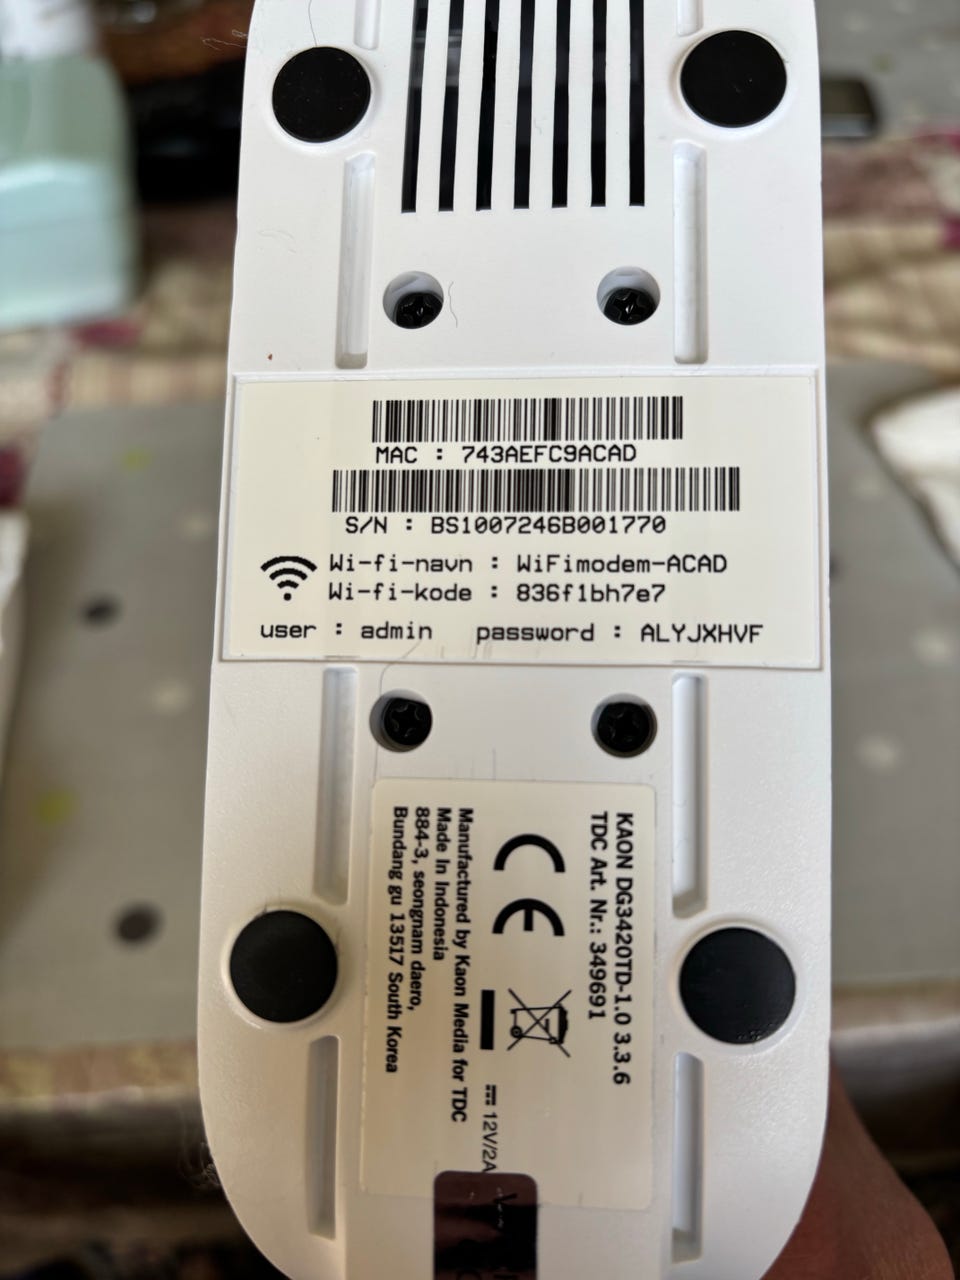 MAC : 743AEFC9ACAD
S/N : BS1007246B001770
Wi-fi-navn : WiFimodem-ACAD
Wi-fi-kode : 836f1bh7e7
user : admin password : ALYJXHVF
KAON DG3420TD-1.0 3.3.6
TDC Art. Nr.: 349691
CE
12V/2A
Manufactured by Kaon Media for TDC
Made In Indonesia
884-3, seongnam daero,
Bundang gu 13517 South Korea